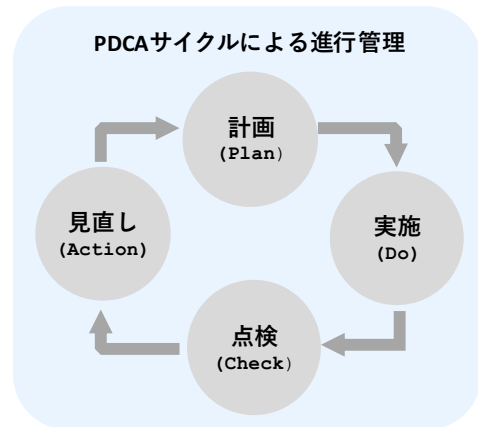 PDCAサイクルによる進行管理
計画
(Plan)
実施
(Do)
点検
(Check)
見直し
(Action)